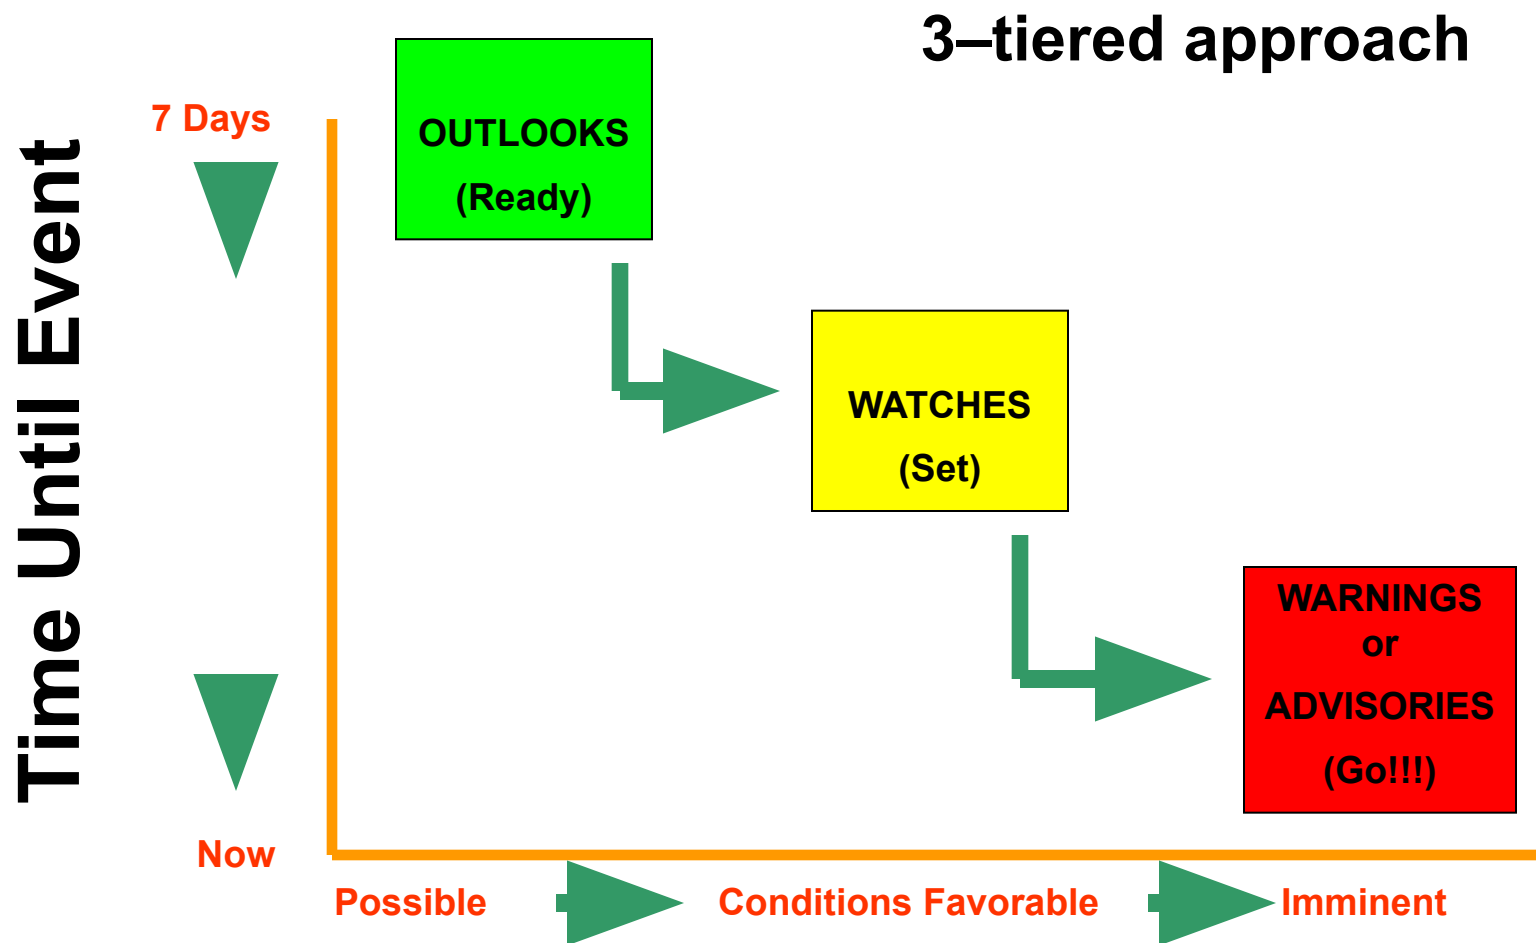 3–tiered approach
Time Until Event
7 Days
OUTLOOKS
(Ready)
WATCHES
(Set)
WARNINGS
or
ADVISORIES
(Go!!!)
Now
Possible
Conditions Favorable
Imminent